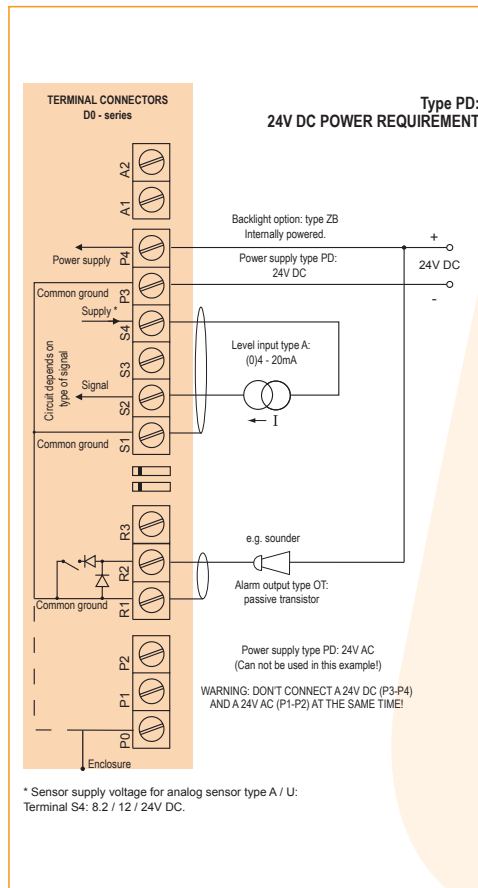 TERMINAL CONNECTORS
D0 - series
Type PD:
24V DC POWER REQUIREMENT
A2
A1
P4
P3
S4
S3
S2
S1
R3
R2
R1
P2
P1
P0
Backlight option: type ZB
Internally powered.
Power supply
Power supply type PD:
24V DC
+
24V DC
-
Common ground
Supply *
Level input type A:
(0)4 - 20mA
Circuit depends on
type of signal
Signal
I
Common ground
e.g. sounder
Alarm output type OT:
passive transistor
Common ground
Power supply type PD: 24V AC
(Can not be used in this example!)
WARNING: DON'T CONNECT A 24V DC (P3-P4)
AND A 24V AC (P1-P2) AT THE SAME TIME!
Enclosure
* Sensor supply voltage for analog sensor type A / U:
Terminal S4: 8.2 / 12 / 24V DC.